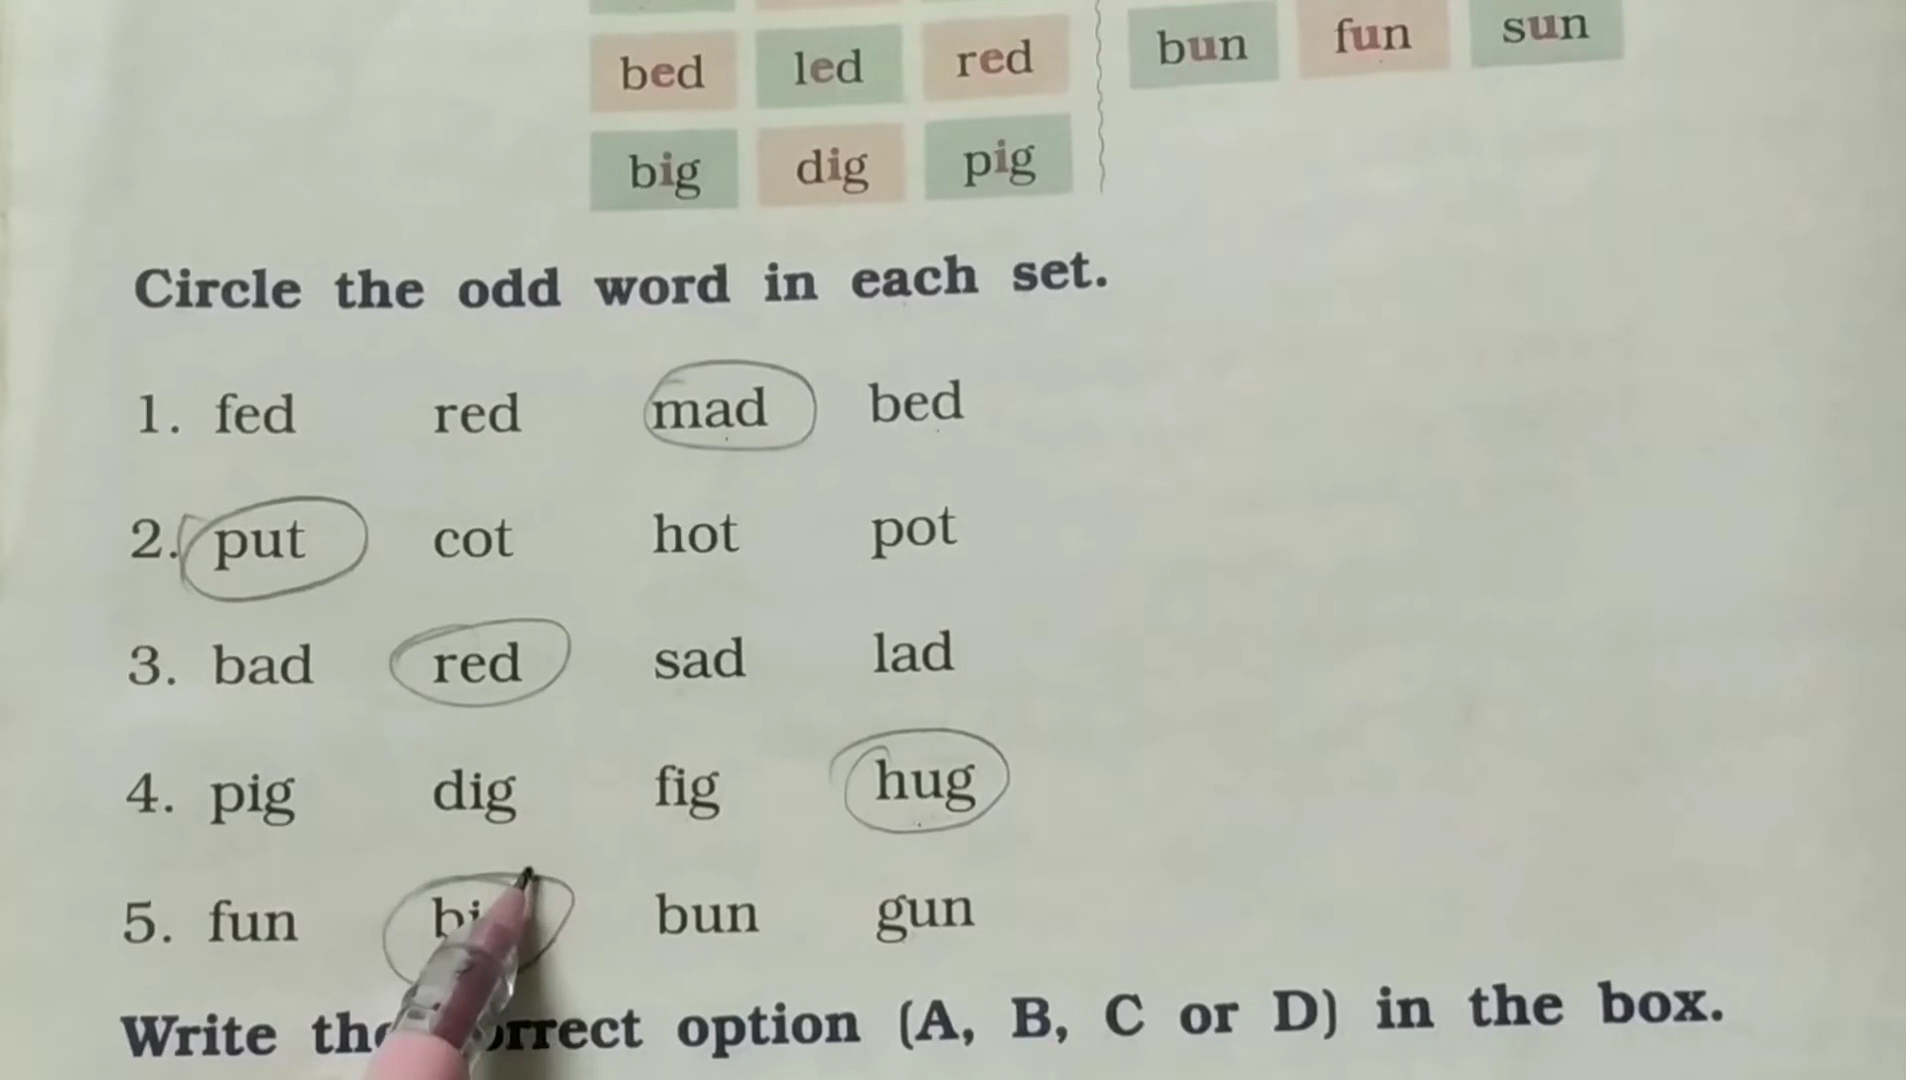 bed led red bun fun sun
big dig pig
Circle the odd word in each set.
1. fed red mad bed
2. put cot hot pot
3. bad red sad lad
4. pig dig fig hug
5. fun bun gun
Write option (A, B, C or D) in the box.